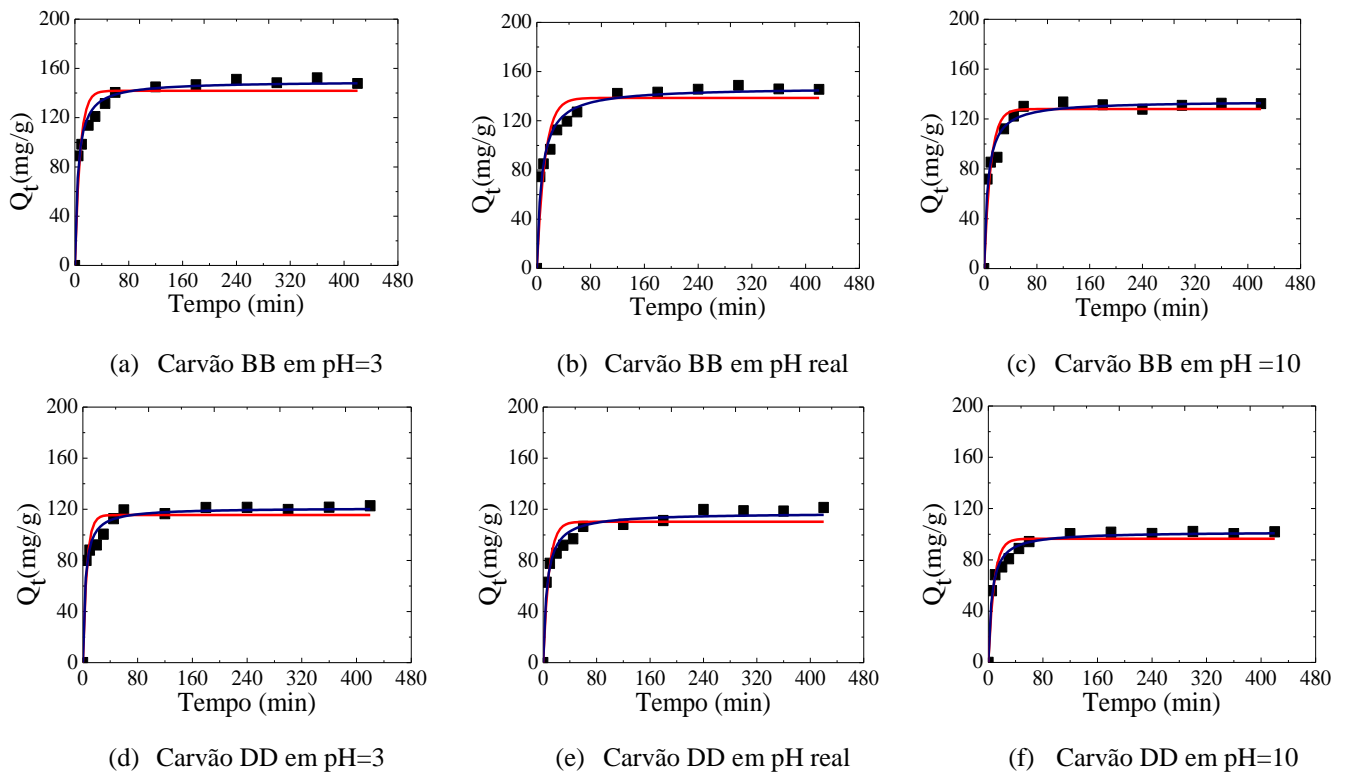 200
160
120
80
40
0
Qt(mg/g)
0 80 160 240 320 400 480
Tempo (min)
(a) Carvão BB em pH=3
200
160
120
80
40
0
Qt(mg/g)
0 80 160 240 320 400 480
Tempo (min)
(b) Carvão BB em pH real
200
160
120
80
40
0
Qt(mg/g)
0 80 160 240 320 400 480
Tempo (min)
(c) Carvão BB em pH =10
200
160
120
80
40
0
Qt(mg/g)
0 80 160 240 320 400 480
Tempo (min)
(d) Carvão DD em pH=3
200
160
120
80
40
0
Qt(mg/g)
0 80 160 240 320 400 480
Tempo (min)
(e) Carvão DD em pH real
200
160
120
80
40
0
Qt(mg/g)
0 80 160 240 320 400 480
Tempo (min)
(f) Carvão DD em pH=10